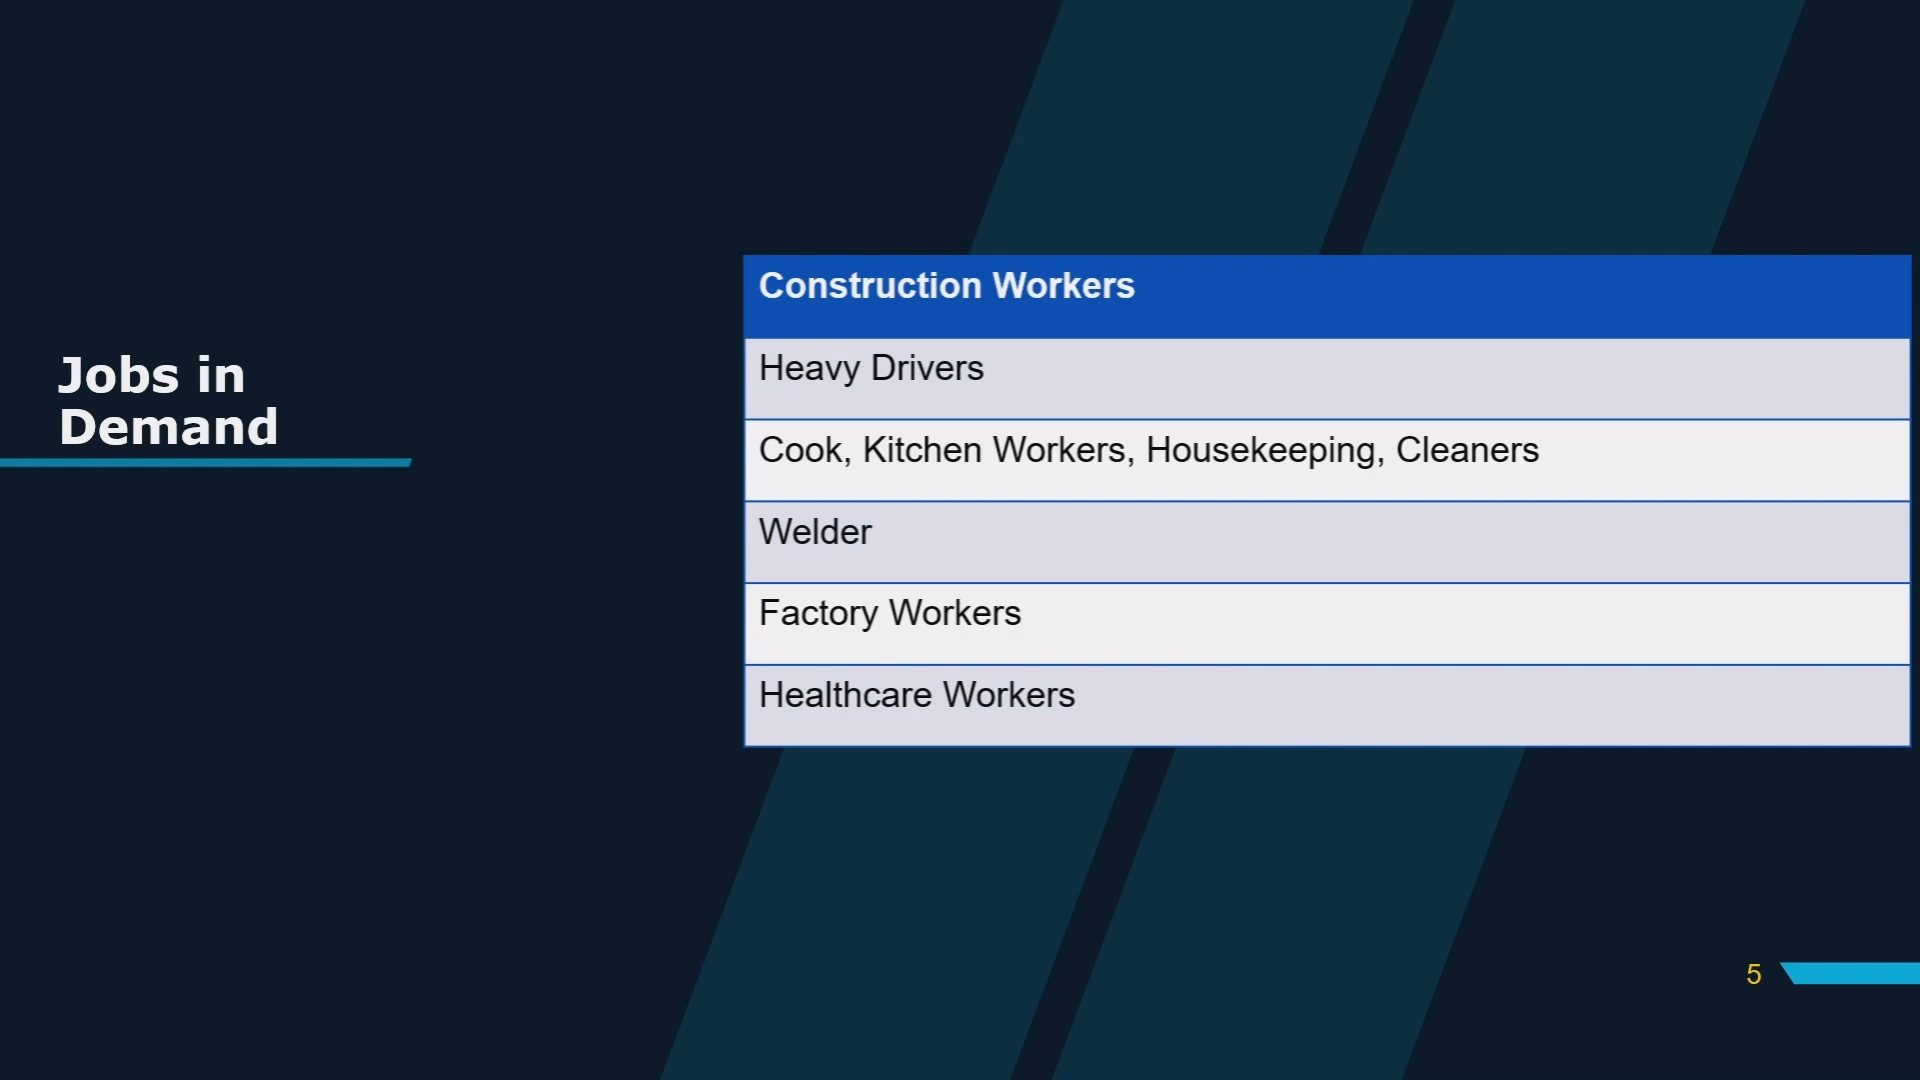 Jobs in
Demand
Construction Workers
Heavy Drivers
Cook, Kitchen Workers, Housekeeping, Cleaners
Welder
Factory Workers
Healthcare Workers
5